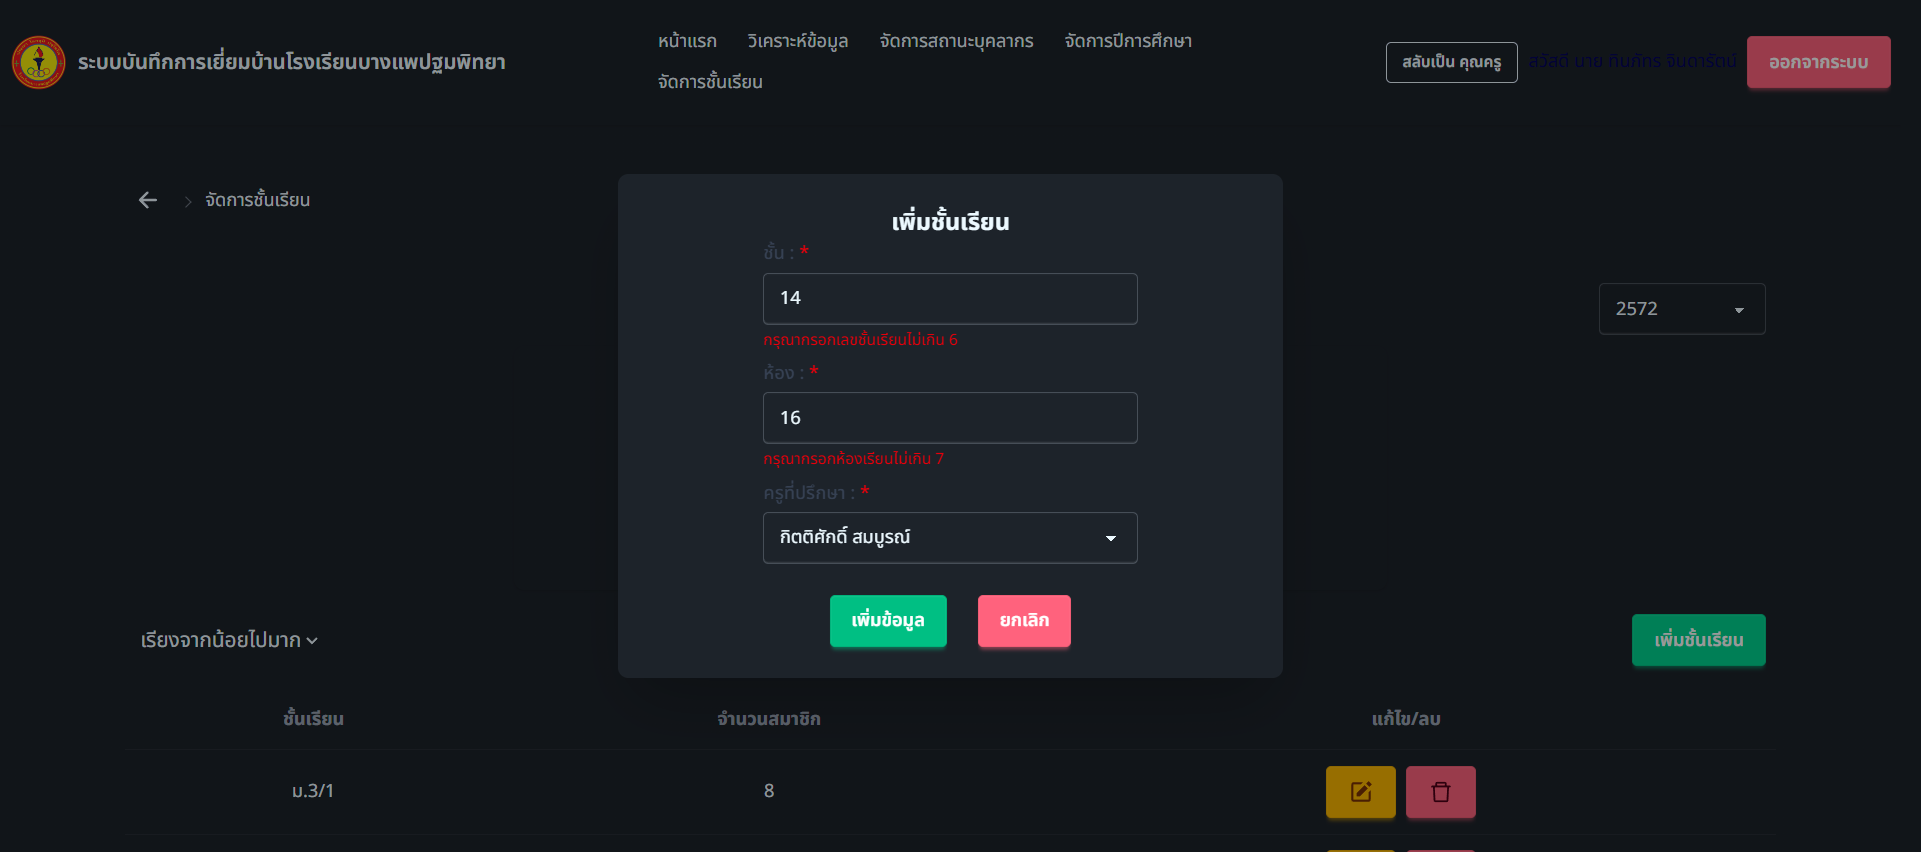 ระบบบันทึกการเยี่ยมบ้านโรงเรียนบางแพปฐมพิทยา
หน้าแรก วิเคราะห์ข้อมูล จัดการสถานะบุคลากร จัดการปีการศึกษา
จัดการชั้นเรียน
สลับเป็น คุณครู
สวัสดี นาย ทินภัทร จินดารัตน์
ออกจากระบบ
จัดการชั้นเรียน
2572
เพิ่มชั้นเรียน
ชั้น : *
14
กรุณากรอกเลขชั้นเรียนไม่เกิน 6
ห้อง : *
16
กรุณากรอกห้องเรียนไม่เกิน 7
ครูที่ปรึกษา : *
กิตติศักดิ์ สมบูรณ์
เพิ่มข้อมูล ยกเลิก
เรียงจากน้อยไปมาก
เพิ่มชั้นเรียน
ชั้นเรียน จำนวนสมาชิก แก้ไข/ลบ
ม.3/1 8